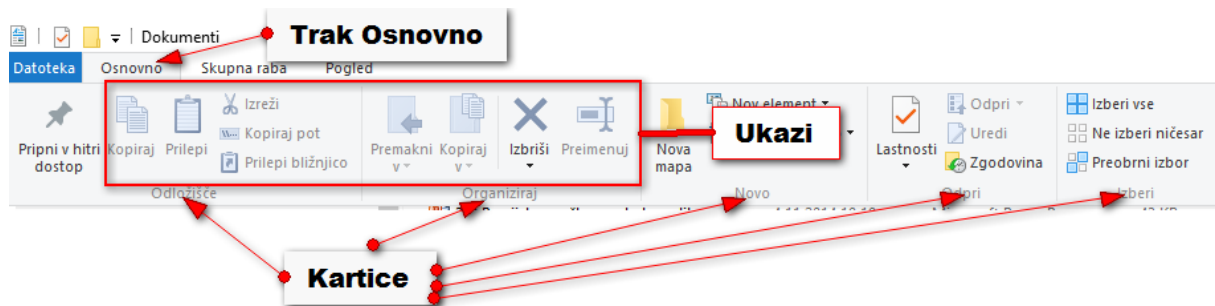 Dokumenti
Trak Osnovno
Datoteka Osnovno Skupna raba Pogled
Pripni v hitri dostop
Kopiraj
Prilepi
Izreži
Kopiraj pot
Prilepi bližnjico
Odložišče
Premakni v
Kopiraj v
Izbriši
Preimenuj
Organiziraj
Nova mapa
Nov element
Ukazi
Novo
Lastnosti
Odpri
Uredi
Zgodovina
Odpri
Izberi vse
Ne izberi ničesar
Preobrni izbor
Izberi
Kartice